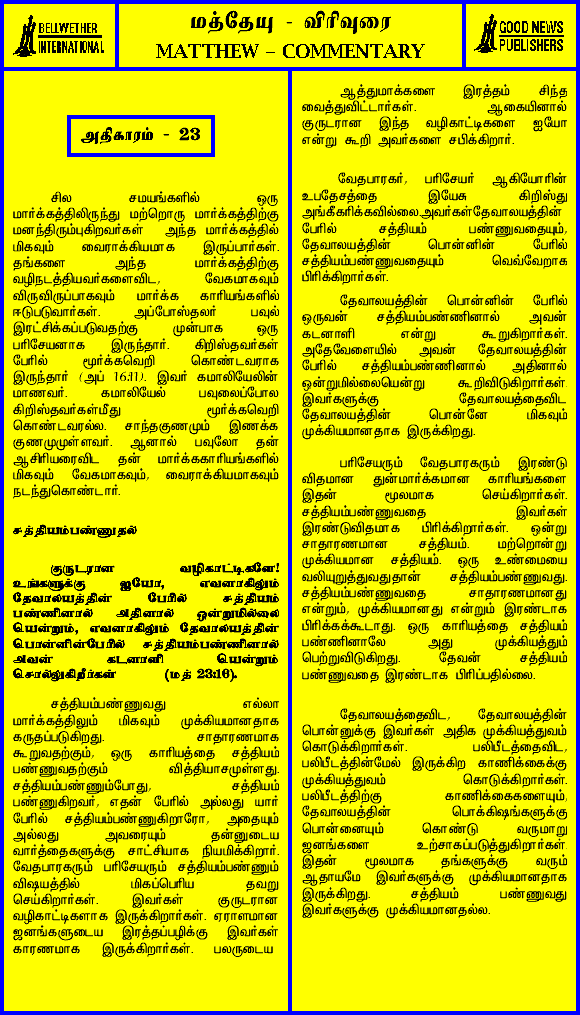 BELLWETHER
INTERNATIONAL
மத்தேயு - விரிவுரை
MATTHEW – COMMENTARY
GOOD NEWS
PUBLISHERS
அதிகாரம் - 23
சில சமயங்களில் ஒரு
மார்க்கத்திலிருந்து மற்றொரு மார்க்கத்திற்கு
மனந்திரும்புகிறவர்கள் அந்த மார்க்கத்தில்
மிகவும் வைராக்கியமாக இருப்பார்கள்.
தங்களை அந்த மார்க்கத்திற்கு
வழிநடத்தியவர்களைவிட, வேகமாகவும்
விருவிருப்பாகவும் மார்க்க காரியங்களில்
ஈடுபடுவார்கள். அப்போஸ்தலர் பவுல்
இரட்சிக்கப்படுவதற்கு முன்பாக ஒரு
பரிசேயனாக இருந்தார். கிறிஸ்தவர்கள்
பேரில் மூர்க்கவெறி கொண்டவராக
இருந்தார் (அப் 16:11). இவர் கமாலியேலின்
மாணவர். கமாலியேல் பவுலைப்போல
கிறிஸ்தவர்கள்மீது மூர்க்கவெறி
கொண்டவரல்ல. சாந்தகுணமும் இணக்க
குணமுமுள்ளவர். ஆனால் பவுலோ தன்
ஆசிரியரைவிட தன் மார்க்ககாரியங்களில்
மிகவும் வேகமாகவும், வைராக்கியமாகவும்
நடந்துகொண்டார்.
சத்தியம்பண்ணுதல்
குருடரான வழிகாட்டிகளே!
உங்களுக்கு ஐயோ, எவனாகிலும்
தேவாலயத்தின் பேரில் சத்தியம்
பண்ணினால் அதினால் ஒன்றுமில்லை
யென்றும், எவனாகிலும் தேவாலயத்தின்
பொன்னின்பேரில் சத்தியம்பண்ணினால்
அவன் கடனாளி யென்றும்
சொல்லுகிறீர்கள் (மத் 23:16).
சத்தியம்பண்ணுவது எல்லா
மார்க்கத்திலும் மிகவும் முக்கியமானதாக
கருதப்படுகிறது. சாதாரணமாக
கூறுவதற்கும், ஒரு காரியத்தை சத்தியம்
பண்ணுவதற்கும் வித்தியாசமுள்ளது.
சத்தியம்பண்ணும்போது, சத்தியம்
பண்ணுகிறவர், எதன் பேரில் அல்லது யார்
பேரில் சத்தியம்பண்ணுகிறாரோ, அதையும்
அல்லது அவரையும் தன்னுடைய
வார்த்தைகளுக்கு சாட்சியாக நியமிக்கிறார்.
வேதபாரகரும் பரிசேயரும் சத்தியம்பண்ணும்
விஷயத்தில் மிகப்பெரிய தவறு
செய்கிறார்கள். இவர்கள் குருடரான
வழிகாட்டிகளாக இருக்கிறார்கள். ஏராளமான
ஜனங்களுடைய இரத்தப்பழிக்கு இவர்கள்
காரணமாக இருக்கிறார்கள். பலருடைய
ஆத்துமாக்களை இரத்தம் சிந்த
வைத்துவிட்டார்கள். ஆகையினால்
குருடரான இந்த வழிகாட்டிகளை ஐயோ
என்று கூறி அவர்களை சபிக்கிறார்.
வேதபாரகர், பரிசேயர் ஆகியோரின்
உபதேசத்தை இயேசு கிறிஸ்து
அங்கீகரிக்கவில்லை.அவர்கள்தேவாலயத்தின்
பேரில் சத்தியம் பண்ணுவதையும்,
தேவாலயத்தின் பொன்னின் பேரில்
சத்தியம்பண்ணுவதையும் வெவ்வேறாக
பிரிக்கிறார்கள்.
தேவாலயத்தின் பொன்னின் பேரில்
ஒருவன் சத்தியம்பண்ணினால் அவன்
கடனாளி என்று கூறுகிறார்கள்.
அதேவேளையில் அவன் தேவாலயத்தின்
பேரில் சத்தியம்பண்ணினால் அதினால்
ஒன்றுமில்லையென்று கூறிவிடுகிறார்கள்.
இவர்களுக்கு தேவாலயத்தைவிட
தேவாலயத்தின் பொன்னே மிகவும்
முக்கியமானதாக இருக்கிறது.
பரிசேயரும் வேதபாரகரும் இரண்டு
விதமான துன்மார்க்கமான காரியங்களை
இதன் மூலமாக செய்கிறார்கள்.
சத்தியம்பண்ணுவதை இவர்கள்
இரண்டுவிதமாக பிரிக்கிறார்கள். ஒன்று
சாதாரணமான சத்தியம். மற்றொன்று
முக்கியமான சத்தியம். ஒரு உண்மையை
வலியுறுத்துவதுதான் சத்தியம்பண்ணுவது.
சத்தியம்பண்ணுவதை சாதாரணமானது
என்றும், முக்கியமானது என்றும் இரண்டாக
பிரிக்கக்கூடாது. ஒரு காரியத்தை சத்தியம்
பண்ணினாலே அது முக்கியத்தும்
பெற்றுவிடுகிறது. தேவன் சத்தியம்
பண்ணுவதை இரண்டாக பிரிப்பதில்லை.
தேவாலயத்தைவிட, தேவாலயத்தின்
பொன்னுக்கு இவர்கள் அதிக முக்கியத்துவம்
கொடுக்கிறார்கள். பலிபீடத்தைவிட,
பலிபீடத்தின்மேல் இருக்கிற காணிக்கைக்கு
முக்கியத்துவம் கொடுக்கிறார்கள்.
பலிபீடத்திற்கு காணிக்கைகளையும்,
தேவாலயத்தின் பொக்கிஷங்களுக்கு
பொன்னையும் கொண்டு வருமாறு
ஜனங்களை உற்சாகப்படுத்துகிறார்கள்.
இதன் மூலமாக தங்களுக்கு வரும்
ஆதாயமே இவர்களுக்கு முக்கியமானதாக
இருக்கிறது. சத்தியம் பண்ணுவது
இவர்களுக்கு முக்கியமானதல்ல.